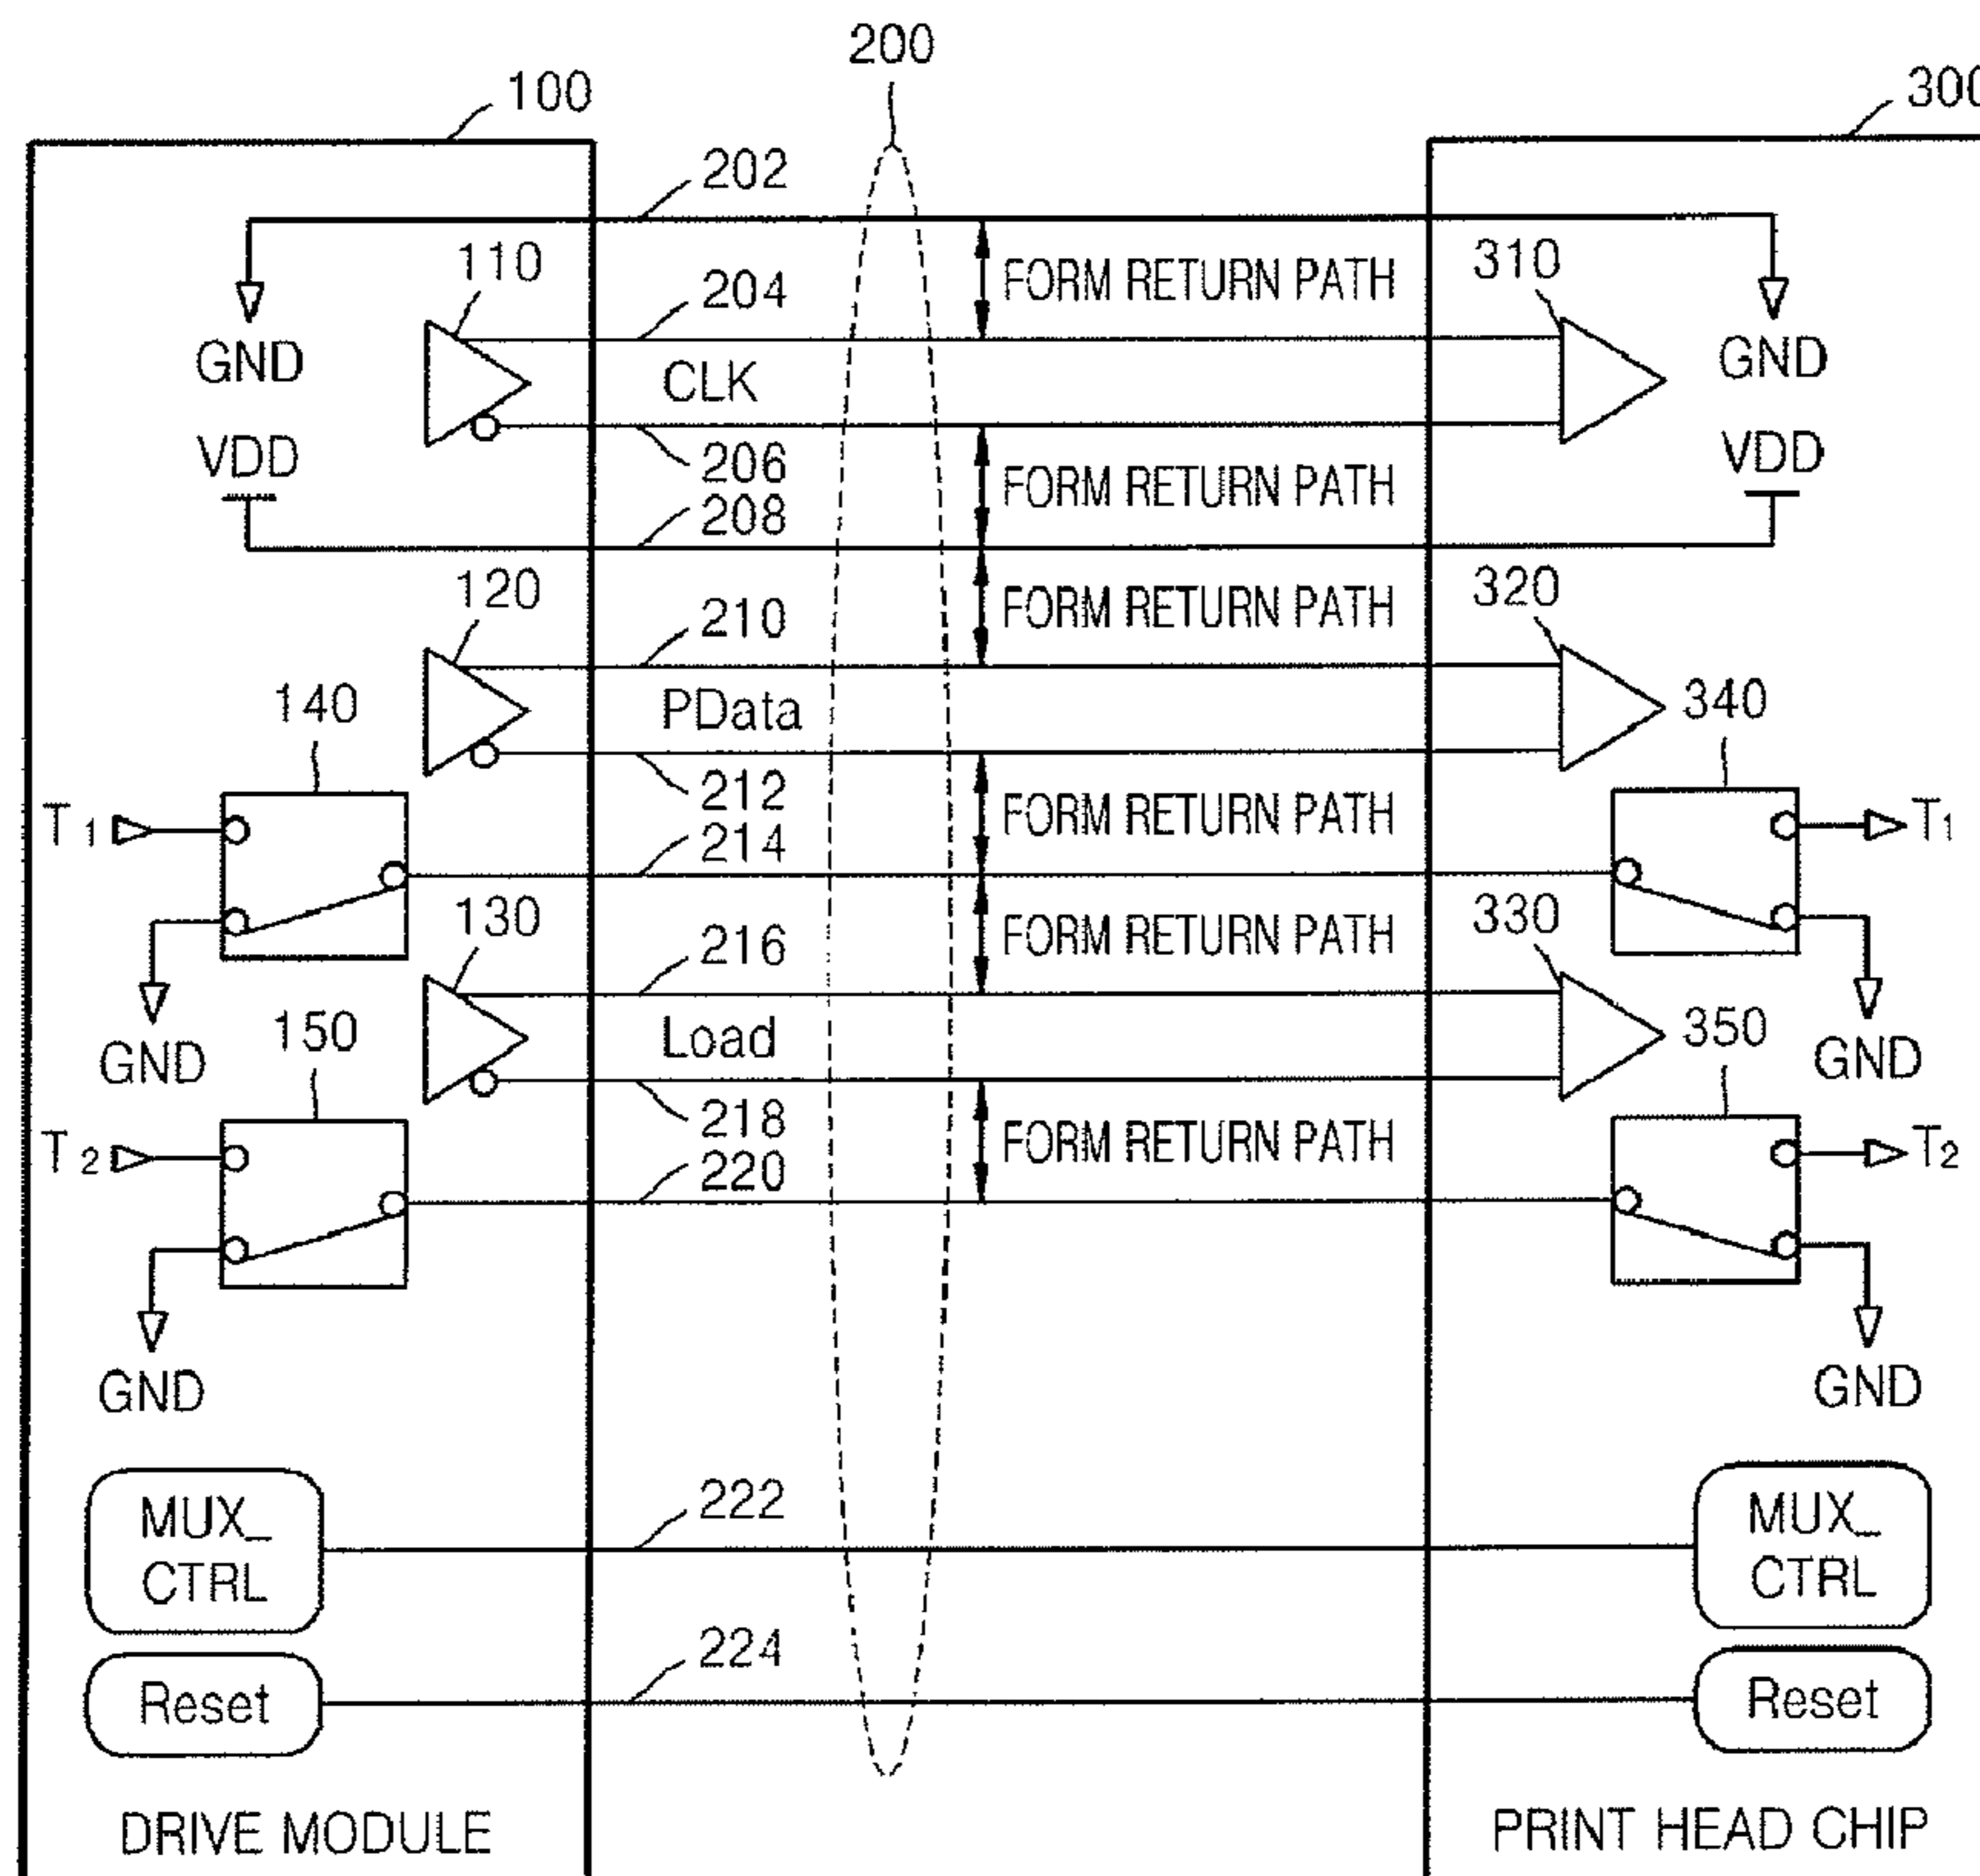 200
100
300
202
110
204
FORM RETURN PATH
310
GND
CLK
GND
VDD
206
FORM RETURN PATH
VDD
208
120
210
FORM RETURN PATH
320
140
PData
340
T1
212
FORM RETURN PATH
T1
214
130
216
FORM RETURN PATH
330
GND
150
Load
350
GND
T2
218
FORM RETURN PATH
T2
220
GND
GND
MUX_
CTRL
222
MUX_
CTRL
Reset
224
Reset
DRIVE MODULE
PRINT HEAD CHIP